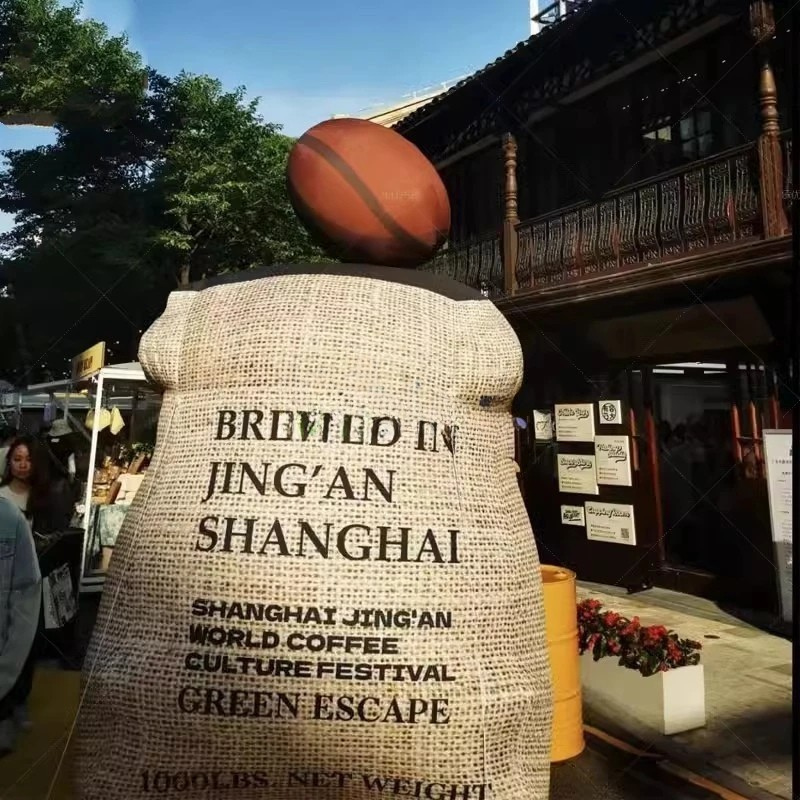 BREWED IN
JING'AN
SHANGHAI
SHANGHAI JING'AN
WORLD COFFEE
CULTURE FESTIVAL
GREEN ESCAPE
1000LBS. NET WEIGHT